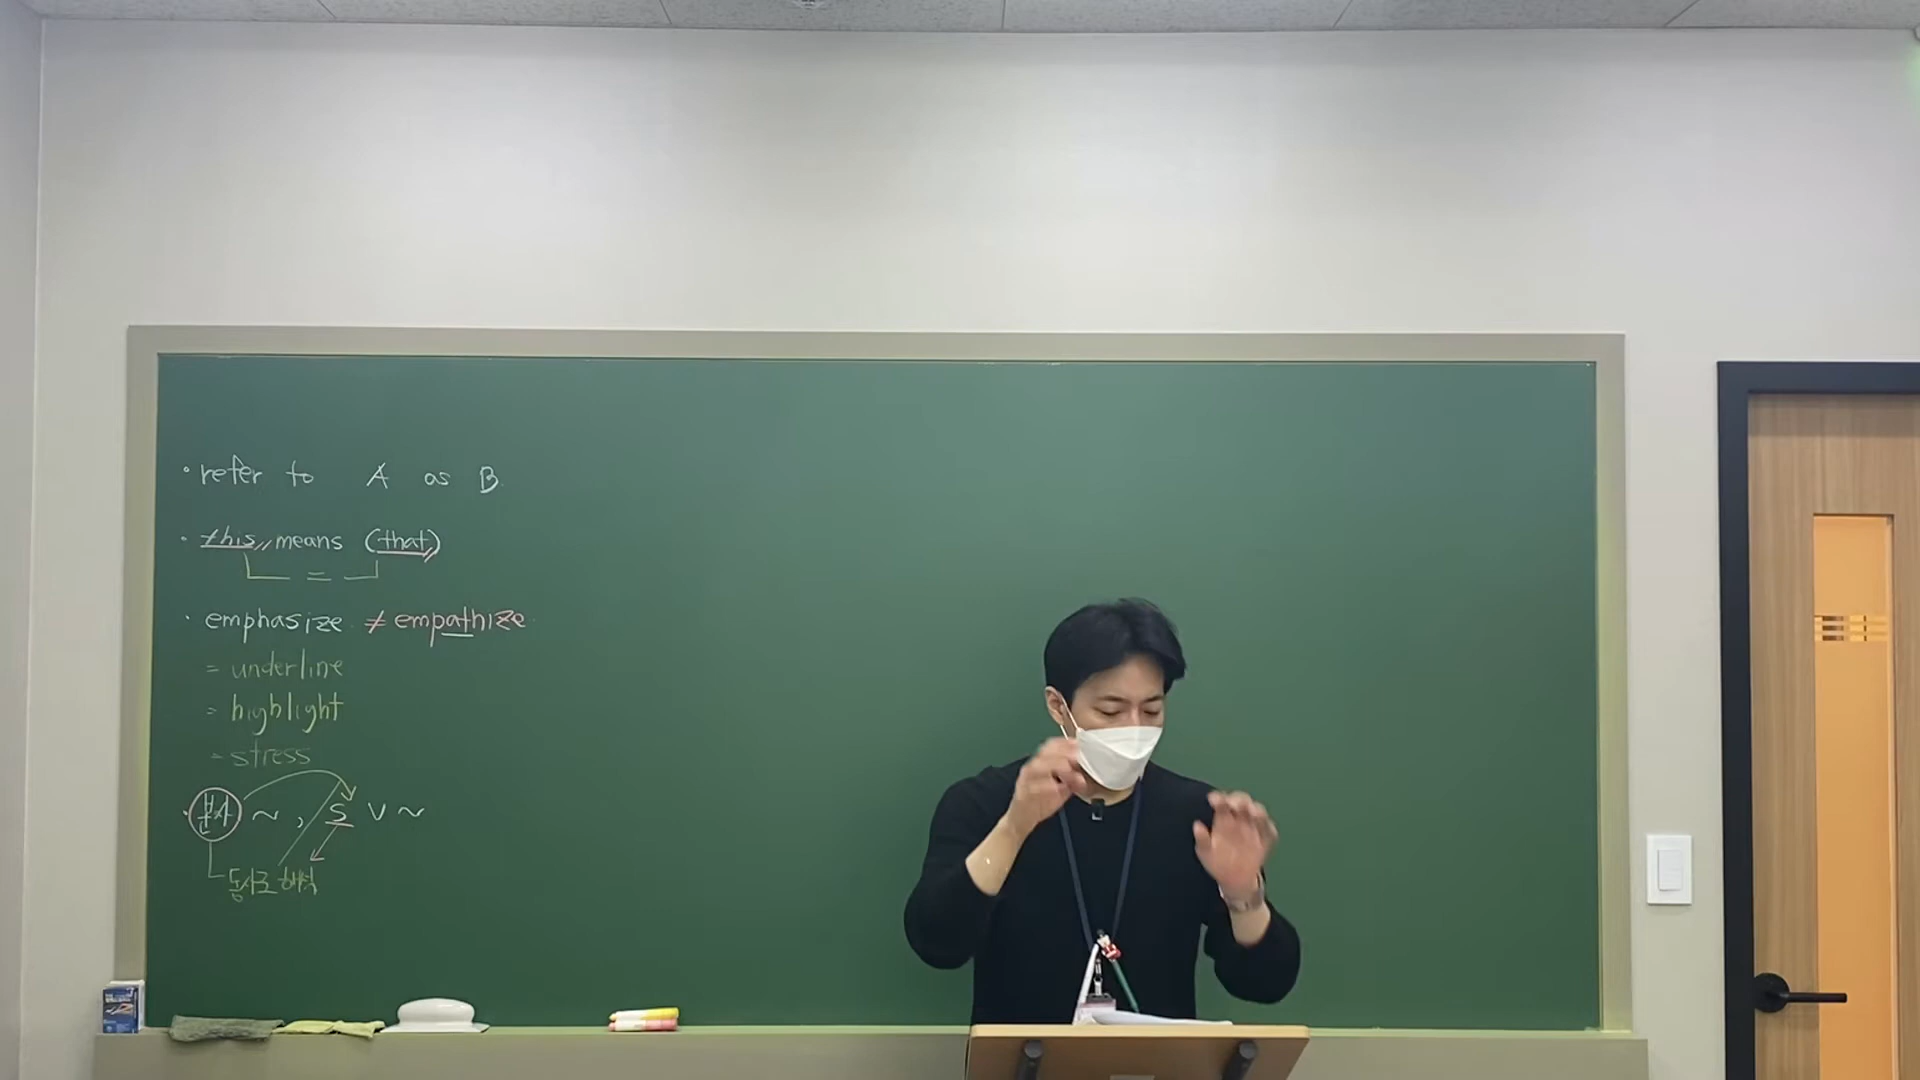 · refer to A as B
· this means (that)
=
· emphasize ≠ empathize
= underline
= highlight
= stress
· 분사 ~ , S V ~
동사로 해석